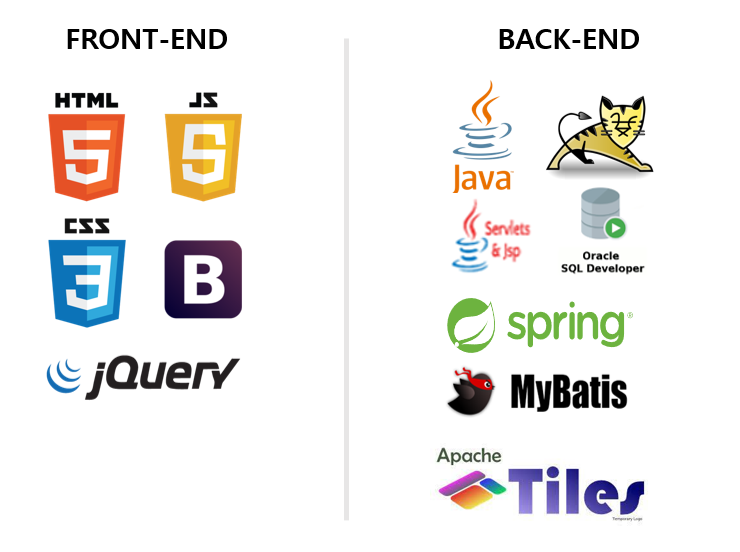 FRONT-END
HTML
JS
5
5
CSS
3
B
jQuery
BACK-END
Java™
Servlets
& Jsp
Oracle
SQL Developer
spring®
MyBatis
Apache
Tiles
Temporary Logo